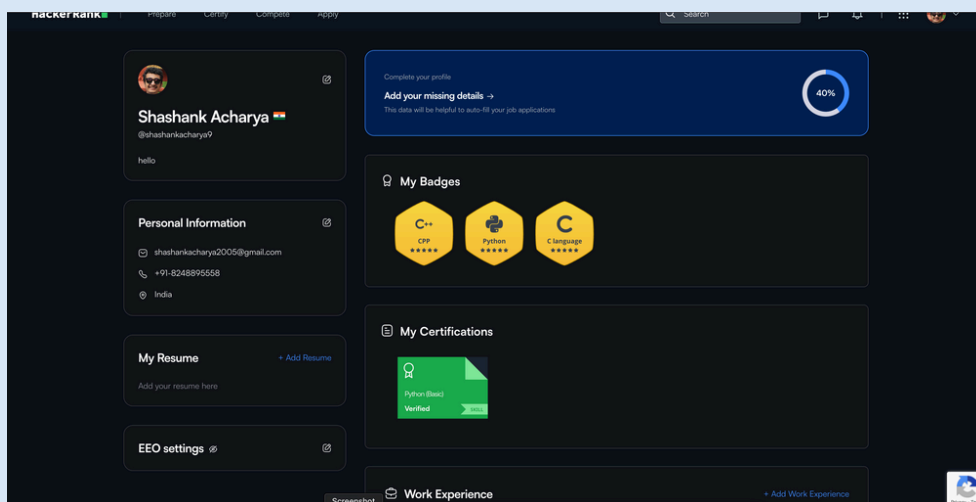 HackerRank
Prepare
Certify
Compete
Apply
Search
Shashank Acharya
@shashankacharya9
hello
Personal Information
shashankacharya2005@gmail.com
+91-8248895558
India
My Resume
+ Add Resume
Add your resume here
EEO settings
Complete your profile
Add your missing details →
This data will be helpful to auto-fill your job applications
40%
My Badges
C++
CPP
Python
C
C language
My Certifications
Python (Basic)
Verified
SKILL
Work Experience
+ Add Work Experience
Screenshot